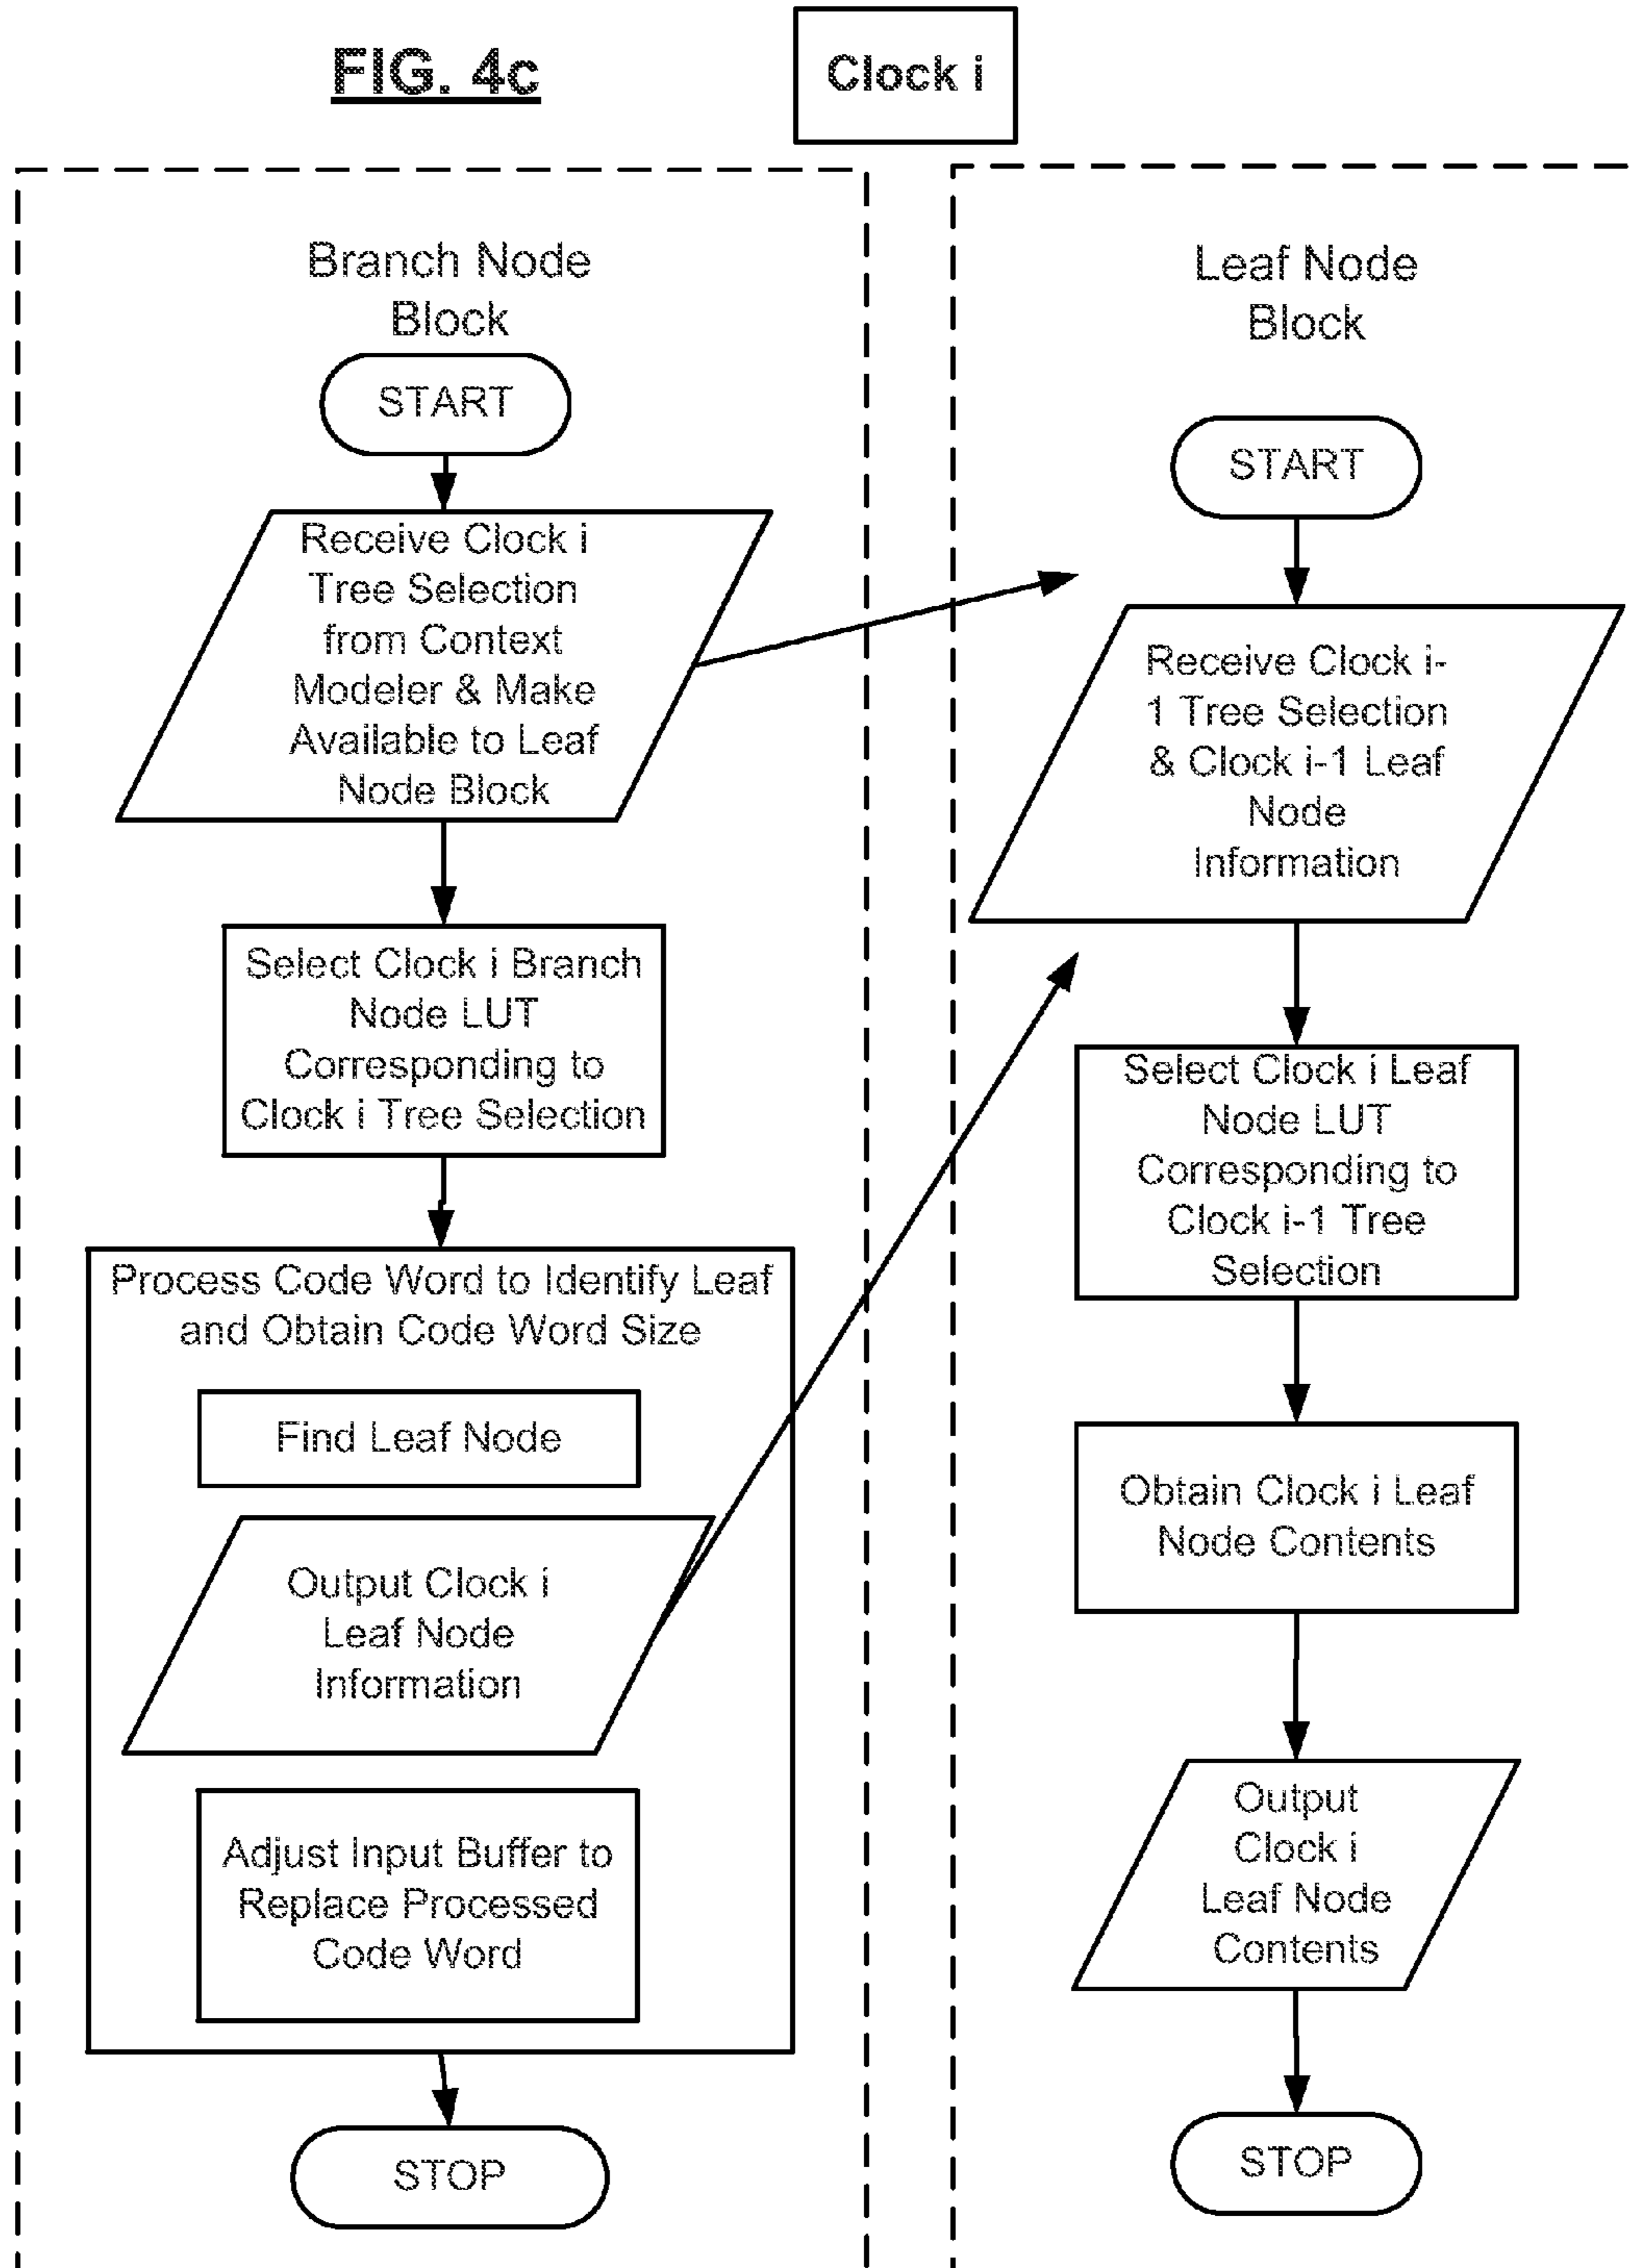 FIG. 4c
Clock i
Branch Node
Block
START
Receive Clock i
Tree Selection
from Context
Modeler & Make
Available to Leaf
Node Block
Select Clock i Branch
Node LUT
Corresponding to
Clock i Tree Selection
Process Code Word to Identify Leaf
and Obtain Code Word Size
Find Leaf Node
Output Clock i
Leaf Node
Information
Adjust Input Buffer to
Replace Processed
Code Word
STOP
Leaf Node
Block
START
Receive Clock i-
1 Tree Selection
& Clock i-1 Leaf
Node
Information
Select Clock i Leaf
Node LUT
Corresponding to
Clock i-1 Tree
Selection
Obtain Clock i Leaf
Node Contents
Output
Clock i
Leaf Node
Contents
STOP